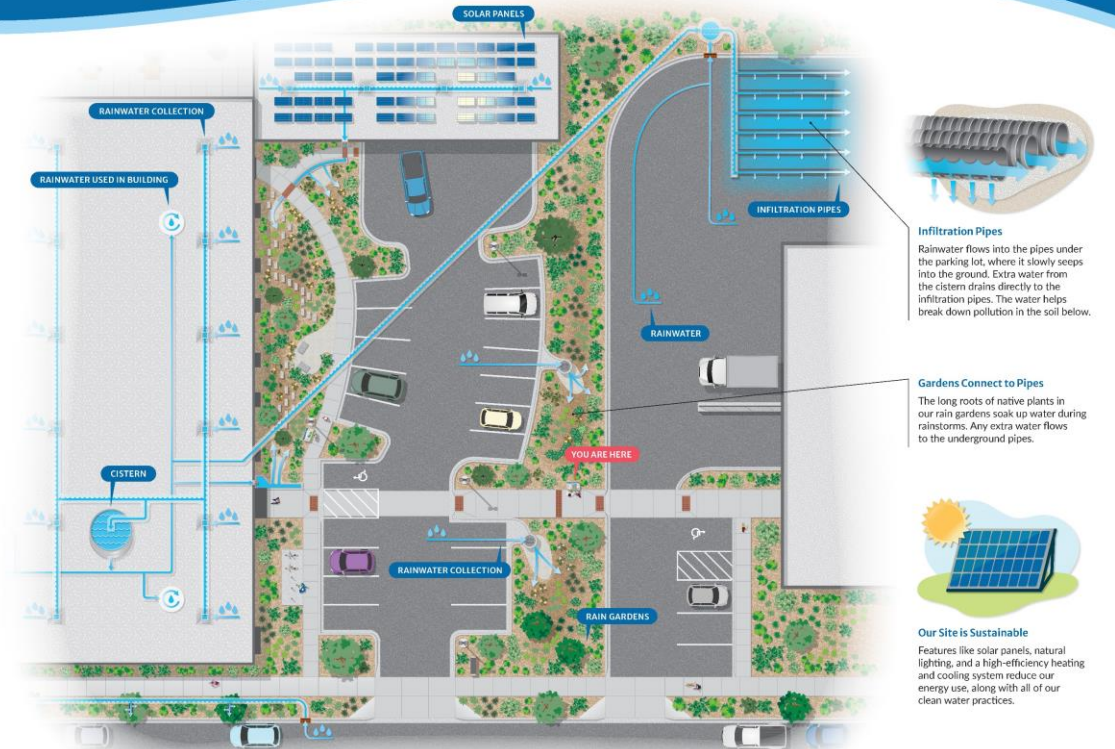 SOLAR PANELS
RAINWATER COLLECTION
RAINWATER USED IN BUILDING
INFILTRATION PIPES
RAINWATER
YOU ARE HERE
CISTERN
RAINWATER COLLECTION
RAIN GARDENS
Infiltration Pipes
Rainwater flows into the pipes under
the parking lot, where it slowly seeps
into the ground. Extra water from
the cistern drains directly to the
infiltration pipes. The water helps
break down pollution in the soil below.
Gardens Connect to Pipes
The long roots of native plants in
our rain gardens soak up water during
rainstorms. Any extra water flows
to the underground pipes.
Our Site is Sustainable
Features like solar panels, natural
lighting, and a high-efficiency heating
and cooling system reduce our
energy use, along with all of our
clean water practices.